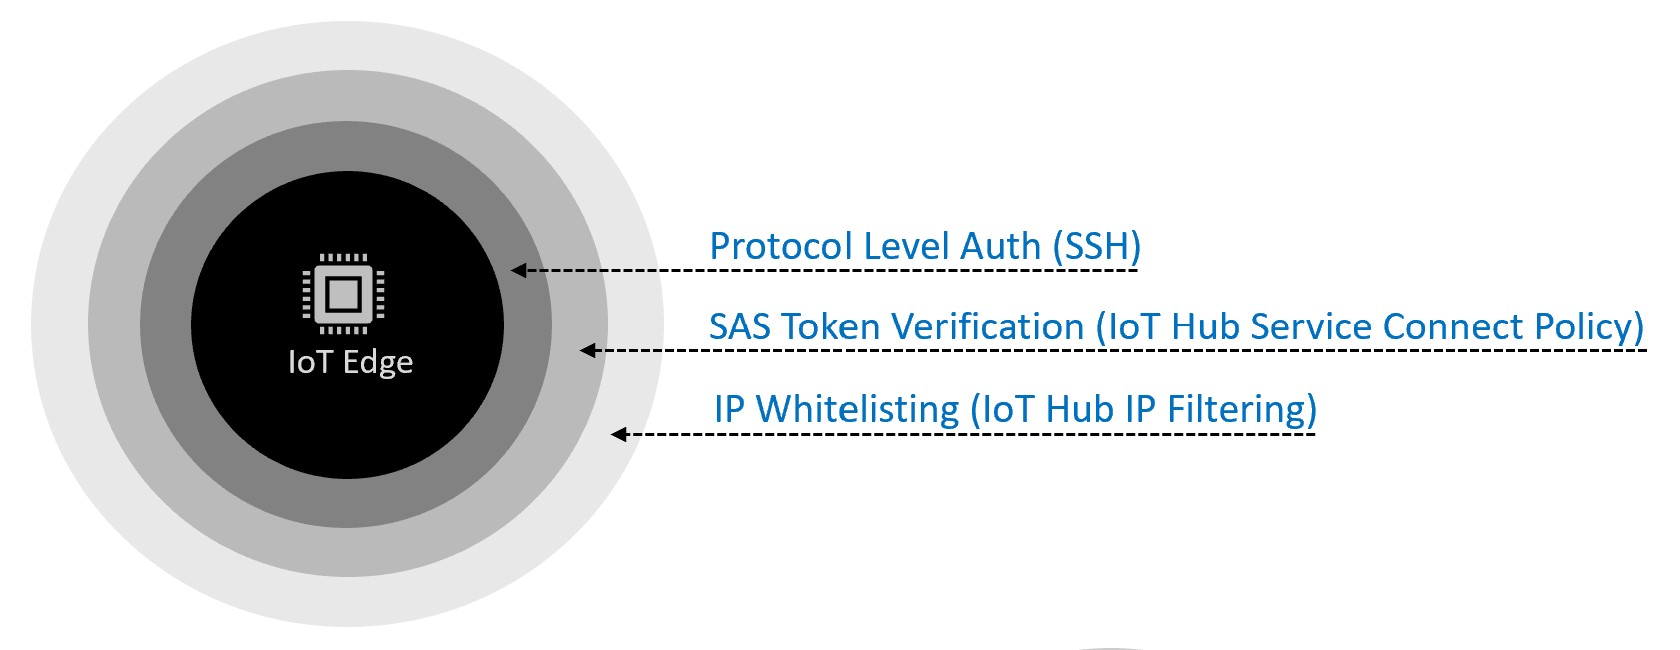 Protocol Level Auth (SSH)
SAS Token Verification (IoT Hub Service Connect Policy)
IoT Edge
IP Whitelisting (IoT Hub IP Filtering)